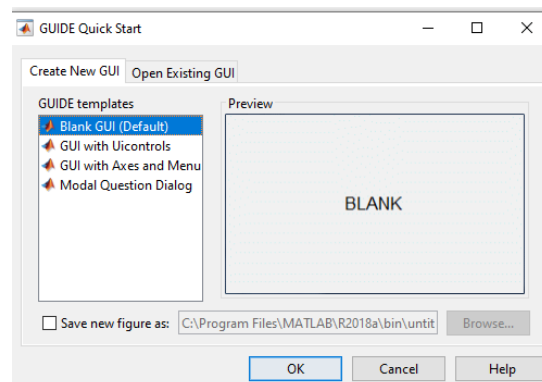 GUIDE Quick Start
Create New GUI Open Existing GUI
GUIDE templates
Blank GUI (Default)
GUI with Uicontrols
GUI with Axes and Menu
Modal Question Dialog
Preview
BLANK
Save new figure as: C:\Program Files\MATLAB\R2018a\bin\untit Browse...
OK Cancel Help